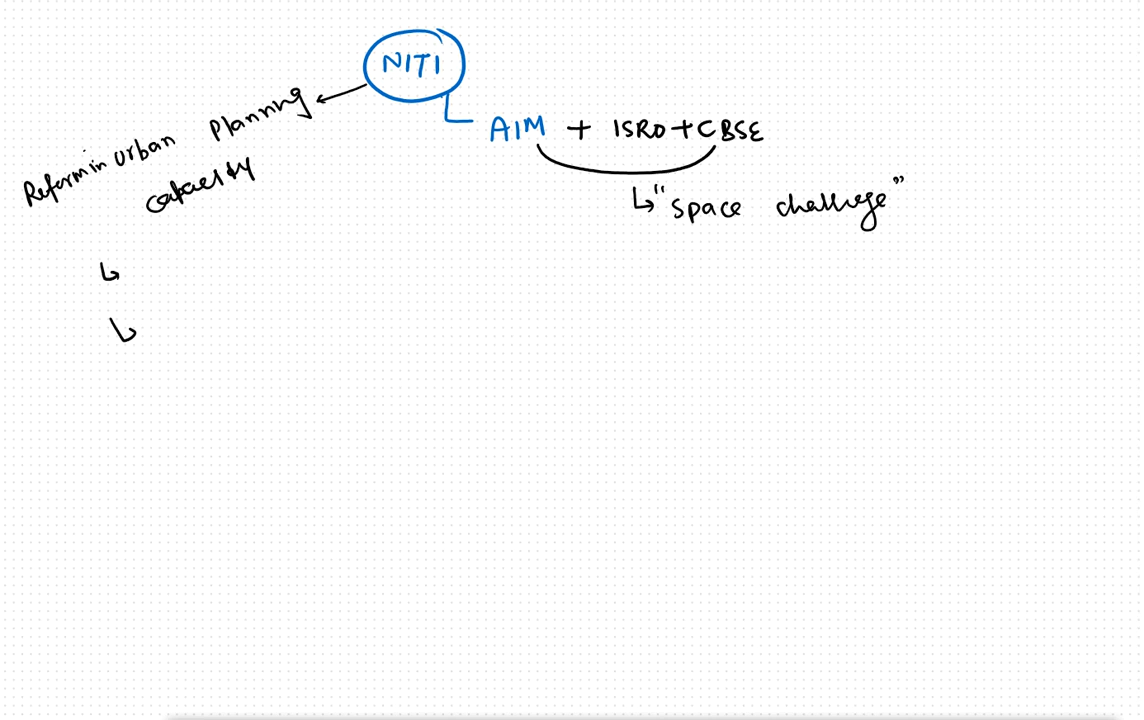 NITI
Reform in urban Planning
capacity
AIM + ISRO + CBSE
"space challenge"